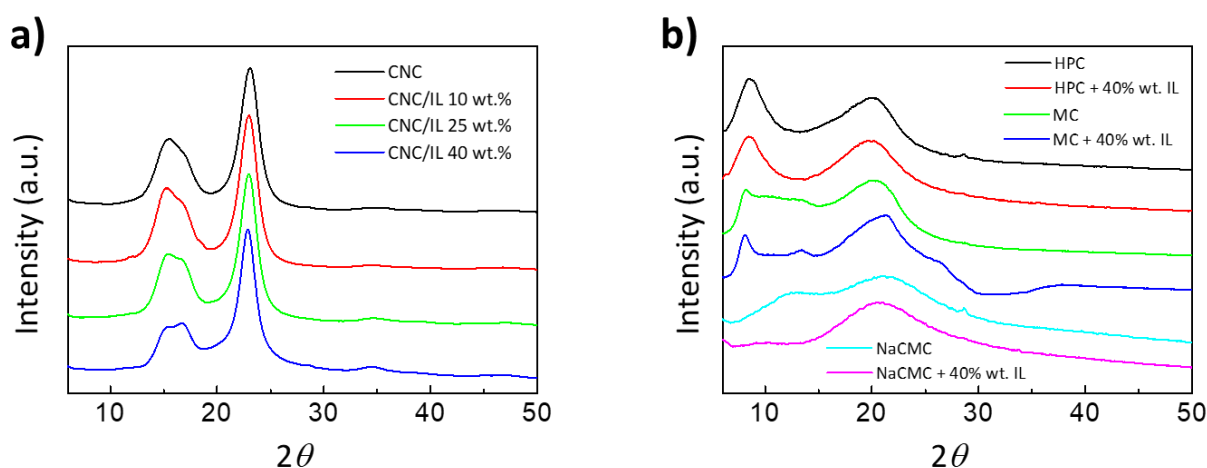 a)
CNC
CNC/IL 10 wt.%
CNC/IL 25 wt.%
CNC/IL 40 wt.%
Intensity (a.u.)
10 20 30 40 50
2θ
b)
HPC
HPC + 40% wt. IL
MC
MC + 40% wt. IL
NaCMC
NaCMC + 40% wt. IL
Intensity (a.u.)
10 20 30 40 50
2θ